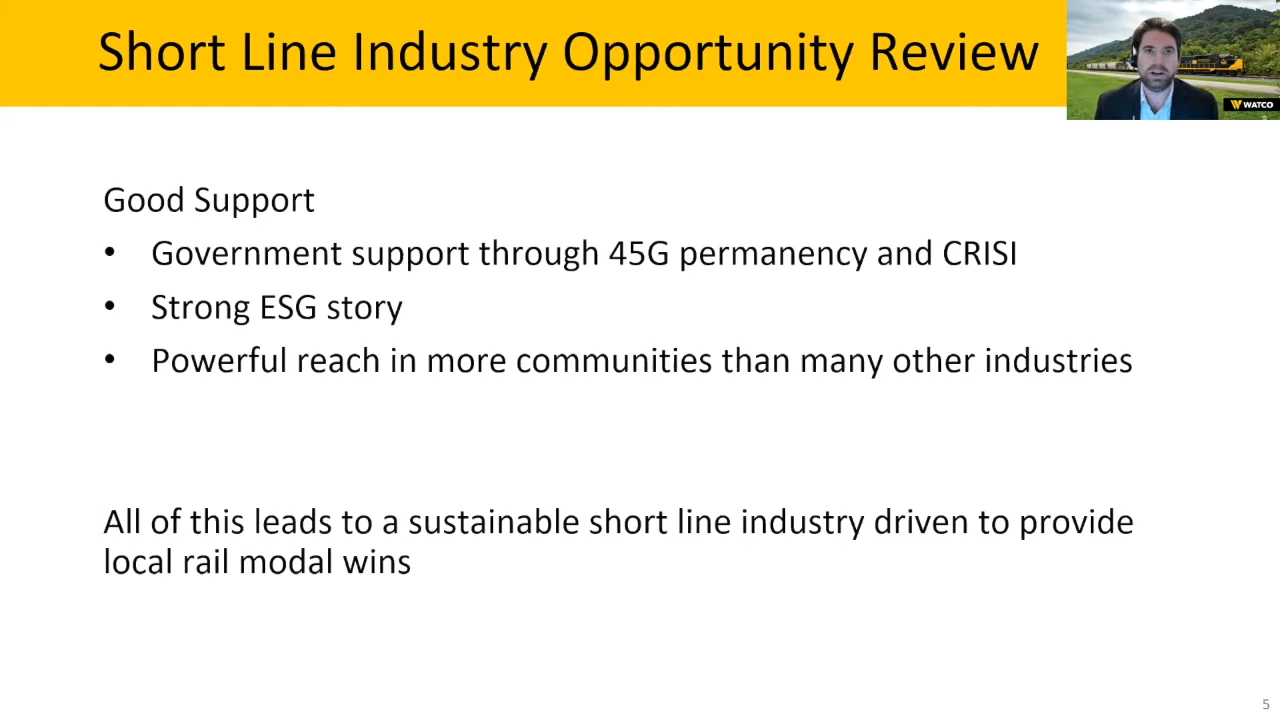 Short Line Industry Opportunity Review
WATCO
Good Support
• Government support through 45G permanency and CRISI
• Strong ESG story
• Powerful reach in more communities than many other industries
All of this leads to a sustainable short line industry driven to provide
local rail modal wins
5